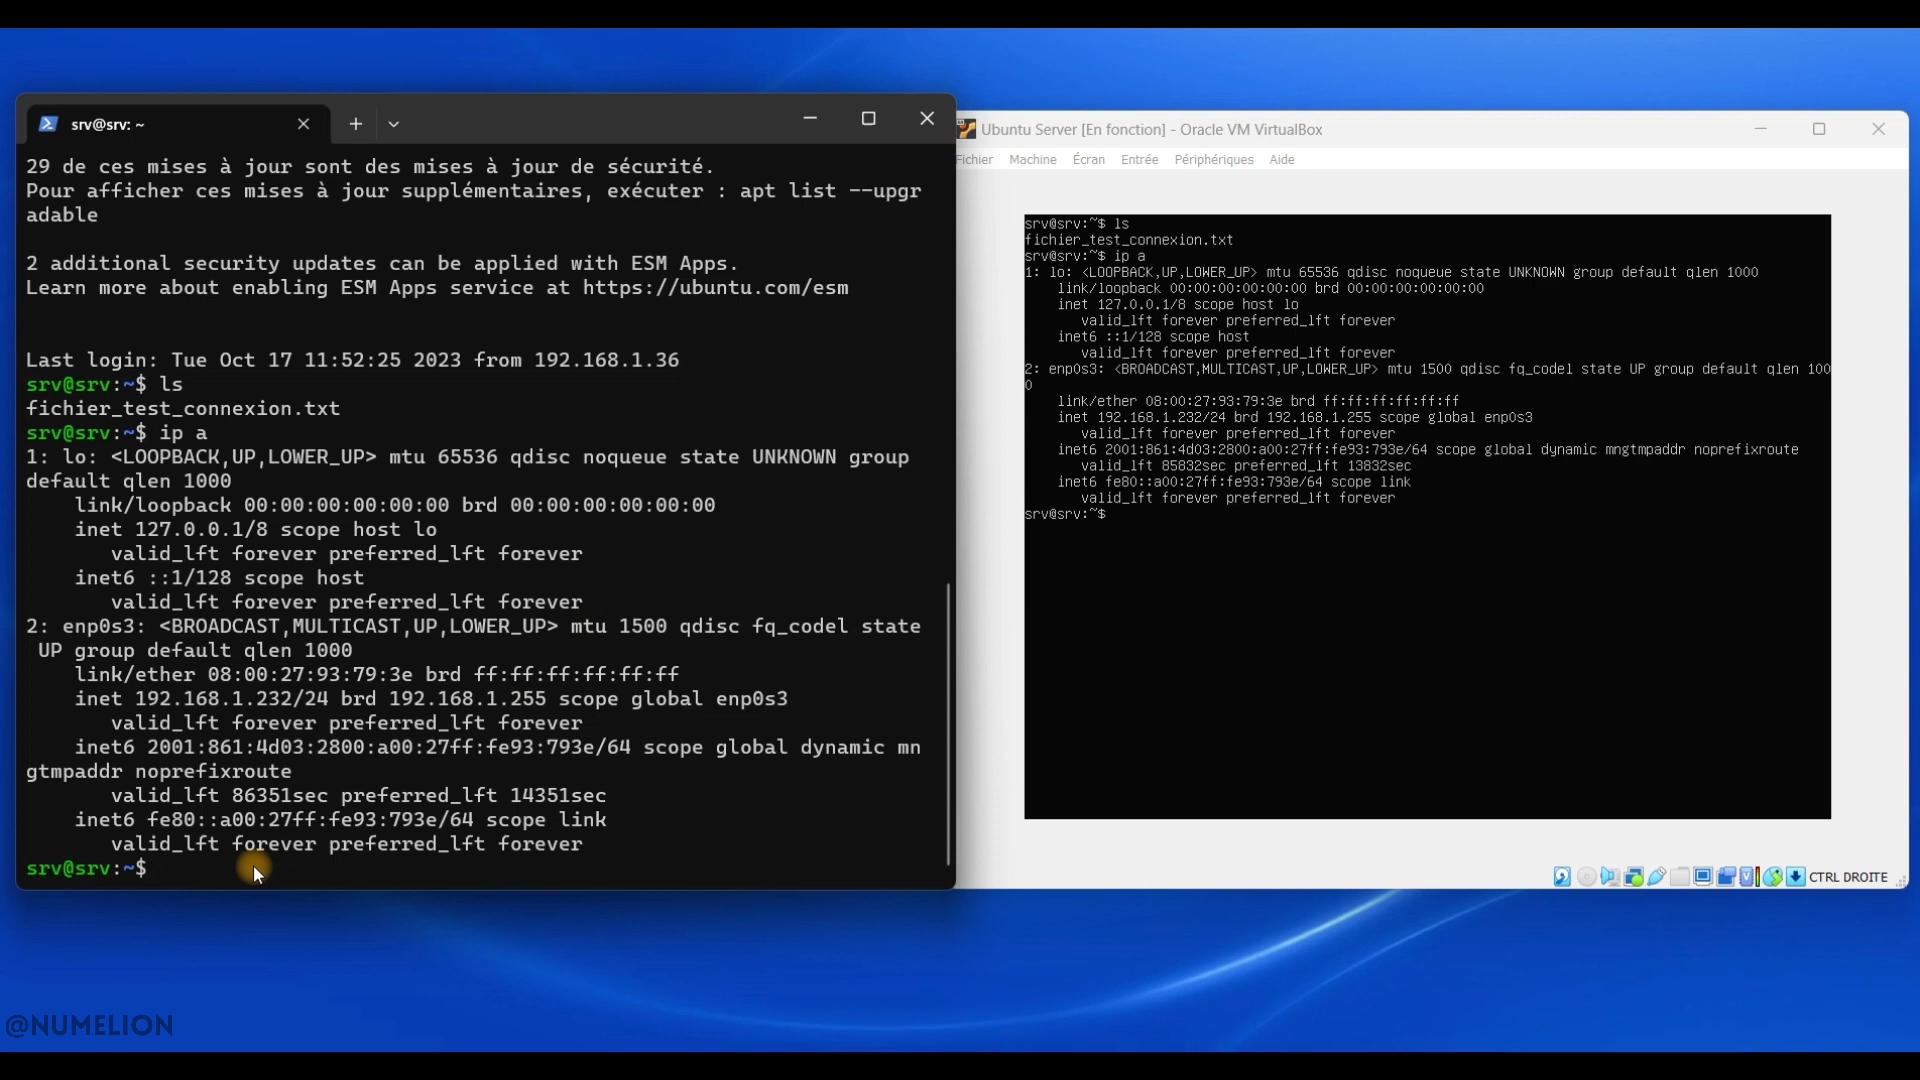 srv@srv: ~
29 de ces mises à jour sont des mises à jour de sécurité.
Pour afficher ces mises à jour supplémentaires, exécuter : apt list --upgr
adable
2 additional security updates can be applied with ESM Apps.
Learn more about enabling ESM Apps service at https://ubuntu.com/esm
Last login: Tue Oct 17 11:52:25 2023 from 192.168.1.36
srv@srv:~$ ls
fichier_test_connexion.txt
srv@srv:~$ ip a
1: lo: <LOOPBACK,UP,LOWER_UP> mtu 65536 qdisc noqueue state UNKNOWN group
default qlen 1000
link/loopback 00:00:00:00:00:00 brd 00:00:00:00:00:00
inet 127.0.0.1/8 scope host lo
valid_lft forever preferred_lft forever
inet6 ::1/128 scope host
valid_lft forever preferred_lft forever
2: enp0s3: <BROADCAST,MULTICAST,UP,LOWER_UP> mtu 1500 qdisc fq_codel state
UP group default qlen 1000
link/ether 08:00:27:93:79:3e brd ff:ff:ff:ff:ff:ff
inet 192.168.1.232/24 brd 192.168.1.255 scope global enp0s3
valid_lft forever preferred_lft forever
inet6 2001:861:4d03:2800:a00:27ff:fe93:793e/64 scope global dynamic mn
gtmpaddr noprefixroute
valid_lft 86351sec preferred_lft 14351sec
inet6 fe80::a00:27ff:fe93:793e/64 scope link
valid_lft forever preferred_lft forever
srv@srv:~$
Ubuntu Server [En fonction] - Oracle VM VirtualBox
Fichier Machine Écran Entrée Périphériques Aide
srv@srv:~$ ls
fichier_test_connexion.txt
srv@srv:~$ ip a
1: lo: <LOOPBACK,UP,LOWER_UP> mtu 65536 qdisc noqueue state UNKNOWN group default qlen 1000
link/loopback 00:00:00:00:00:00 brd 00:00:00:00:00:00
inet 127.0.0.1/8 scope host lo
valid_lft forever preferred_lft forever
inet6 ::1/128 scope host
valid_lft forever preferred_lft forever
2: enp0s3: <BROADCAST,MULTICAST,UP,LOWER_UP> mtu 1500 qdisc fq_codel state UP group default qlen 100
0
link/ether 08:00:27:93:79:3e brd ff:ff:ff:ff:ff:ff
inet 192.168.1.232/24 brd 192.168.1.255 scope global enp0s3
valid_lft forever preferred_lft forever
inet6 2001:861:4d03:2800:a00:27ff:fe93:793e/64 scope global dynamic mngtmpaddr noprefixroute
valid_lft 85832sec preferred_lft 13832sec
inet6 fe80::a00:27ff:fe93:793e/64 scope link
valid_lft forever preferred_lft forever
srv@srv:~$
CTRL DROITE
@NUMELION